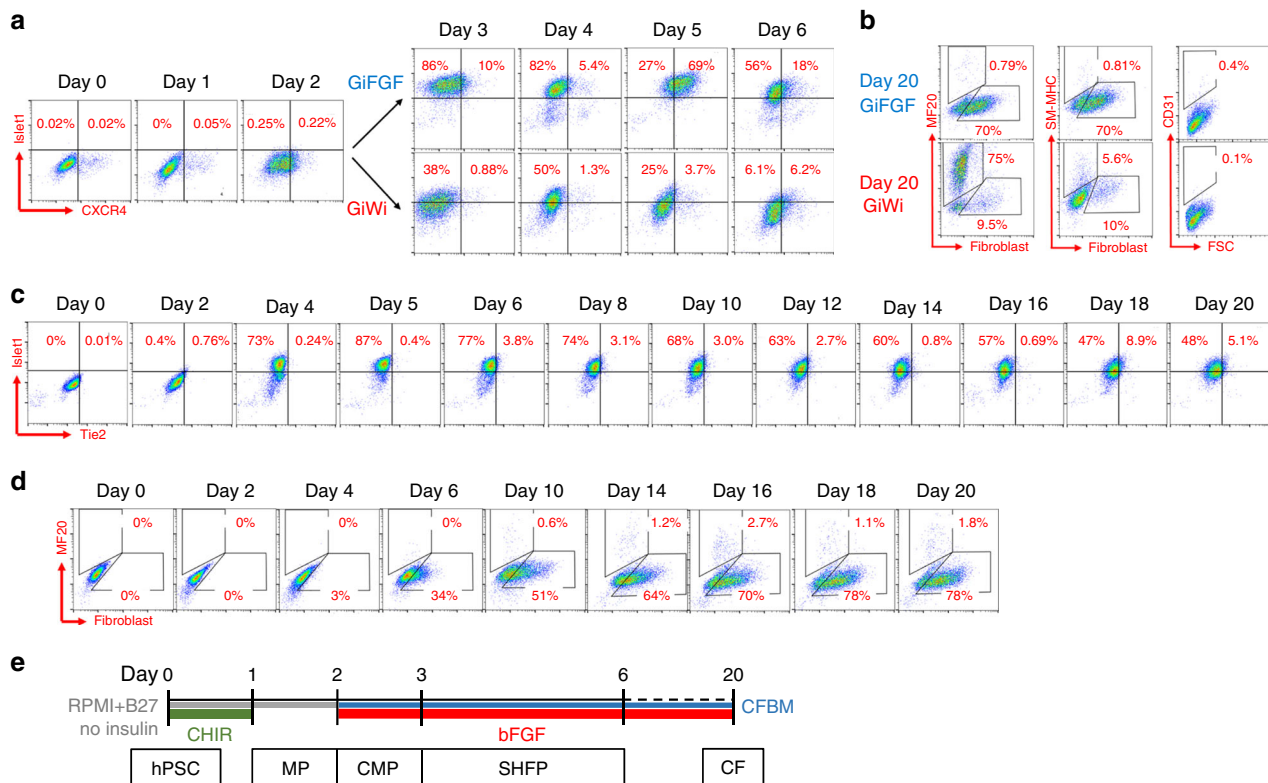 a
Day 0
Day 1
Day 2
Day 3
Day 4
Day 5
Day 6
GiFGF
GiWi
Islet1
CXCR4
0.02% 0.02%
0% 0.05%
0.25% 0.22%
86% 10%
82% 5.4%
27% 69%
56% 18%
38% 0.88%
50% 1.3%
25% 3.7%
6.1% 6.2%
b
Day 20
GiFGF
Day 20
GiWi
MF20
SM-MHC
CD31
0.79%
70%
0.81%
70%
0.4%
75%
9.5%
5.6%
10%
0.1%
Fibroblast
Fibroblast
FSC
c
Day 0
Day 2
Day 4
Day 5
Day 6
Day 8
Day 10
Day 12
Day 14
Day 16
Day 18
Day 20
Islet1
Tie2
0% 0.01%
0.4% 0.76%
73% 0.24%
87% 0.4%
77% 3.8%
74% 3.1%
68% 3.0%
63% 2.7%
60% 0.8%
57% 0.69%
47% 8.9%
48% 5.1%
d
Day 0
Day 2
Day 4
Day 6
Day 10
Day 14
Day 16
Day 18
Day 20
MF20
Fibroblast
0%
0%
0%
0%
0.6%
1.2%
2.7%
1.1%
1.8%
0%
0%
3%
34%
51%
64%
70%
78%
78%
e
Day 0 1 2 3 6 20
RPMI+B27
no insulin
CHIR
bFGF
CFBM
hPSC
MP
CMP
SHFP
CF